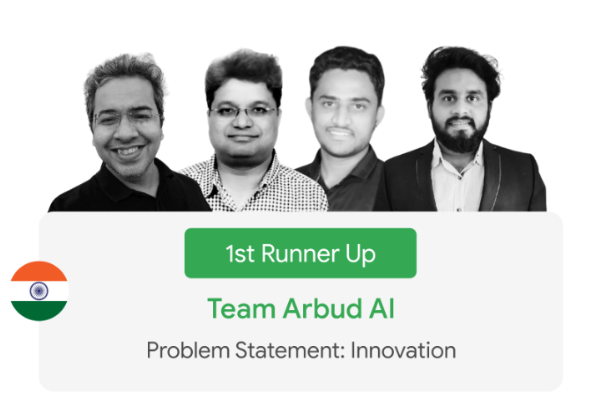 1st Runner Up
Team Arbud AI
Problem Statement: Innovation